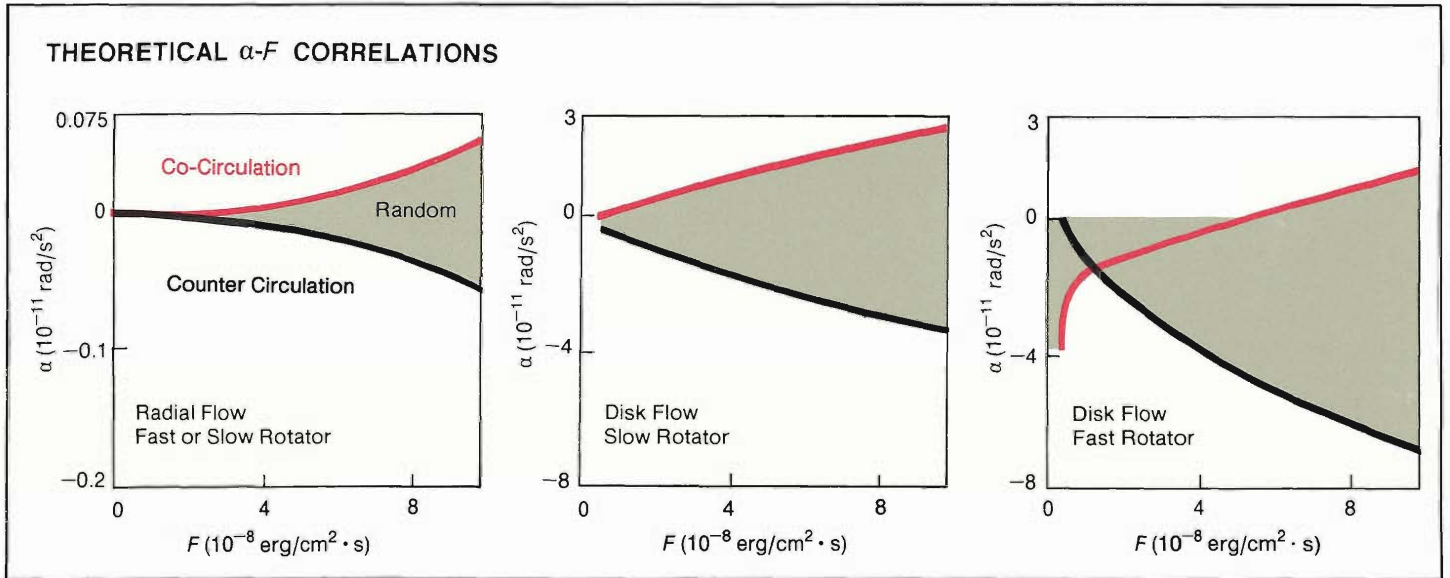 THEORETICAL α-F CORRELATIONS
0.075
0
−0.1
−0.2
α (10⁻¹¹ rad/s²)
Co-Circulation
Random
Counter Circulation
Radial Flow
Fast or Slow Rotator
0 4 8
F (10⁻⁸ erg/cm² · s)
3
0
−4
−8
α (10⁻¹¹ rad/s²)
Disk Flow
Slow Rotator
0 4 8
F (10⁻⁸ erg/cm² · s)
3
0
−4
−8
α (10⁻¹¹ rad/s²)
Disk Flow
Fast Rotator
0 4 8
F (10⁻⁸ erg/cm² · s)